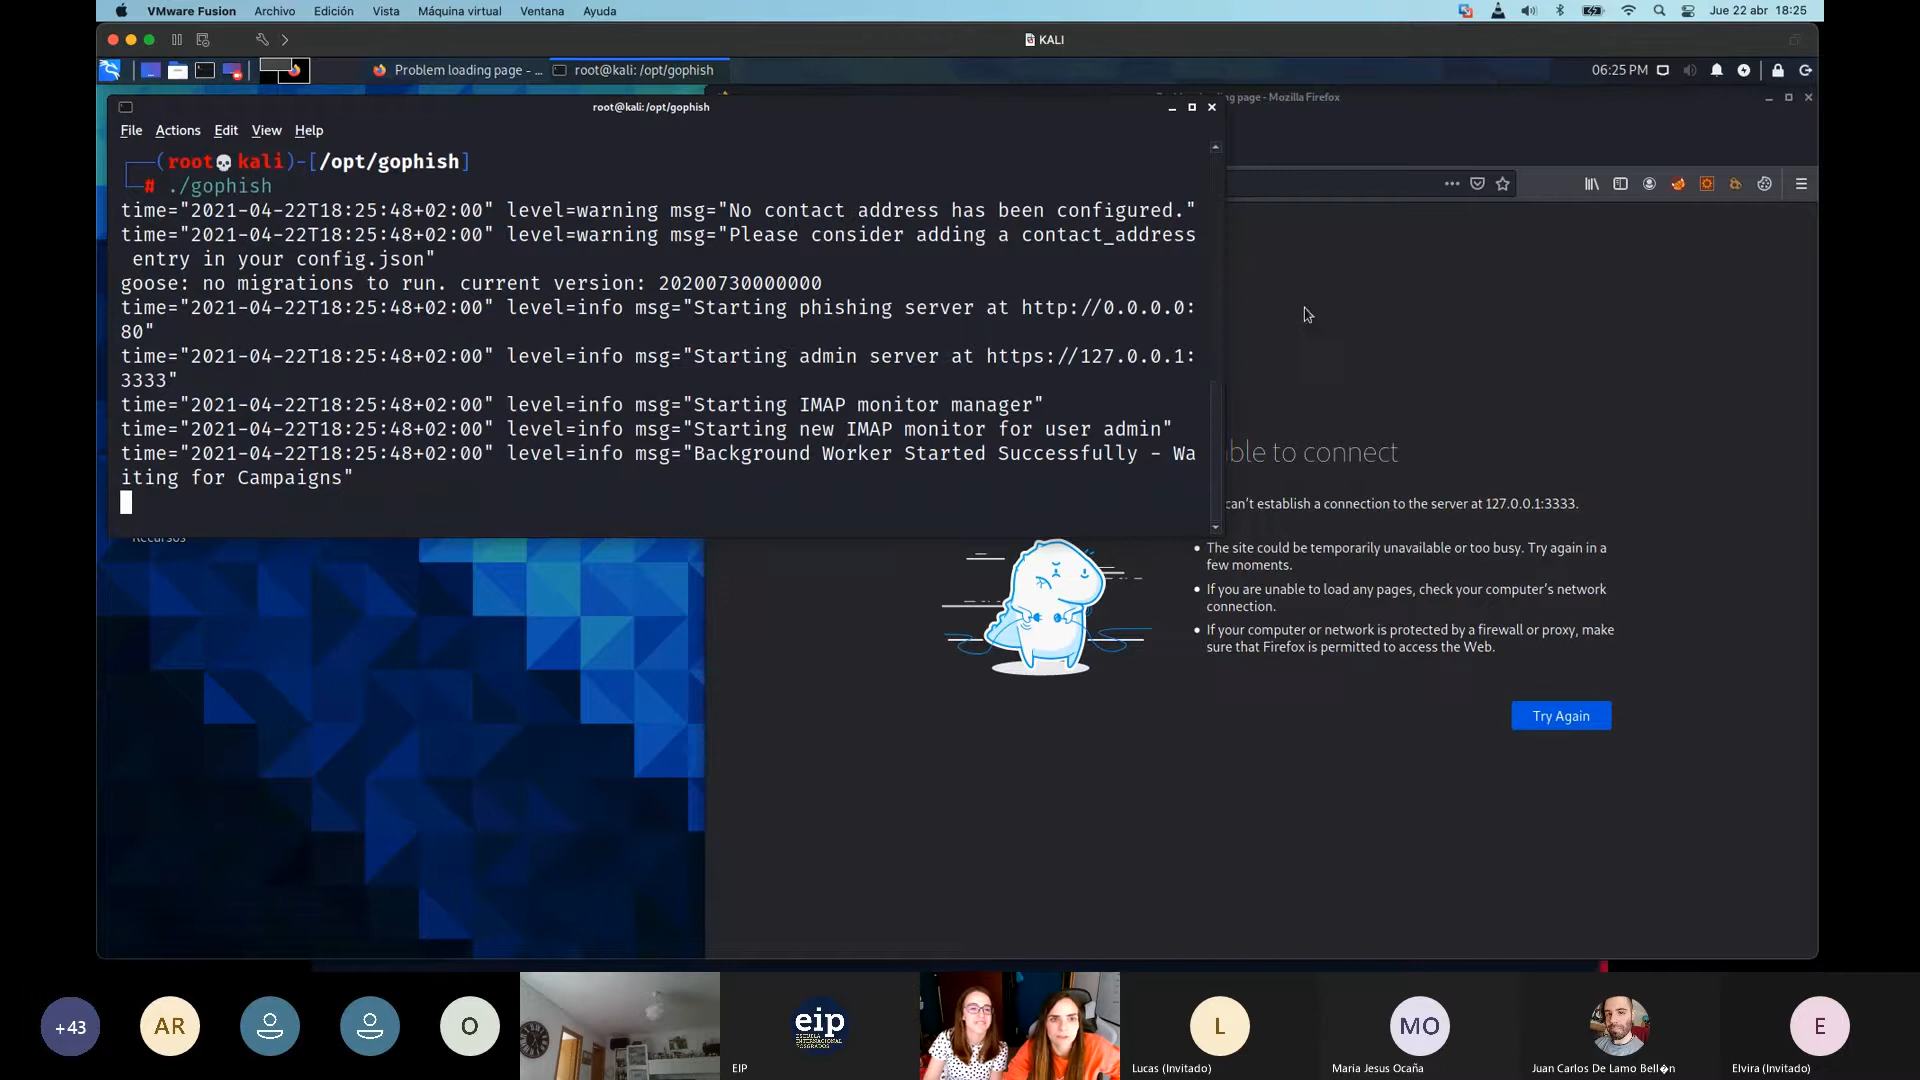 VMware Fusion Archivo Edición Vista Máquina virtual Ventana Ayuda Jue 22 abr 18:25
KALI
Problem loading page - ... root@kali: /opt/gophish 06:25 PM
root@kali: /opt/gophish
page - Mozilla Firefox
File Actions Edit View Help
(root💀kali)-[/opt/gophish]
# ./gophish
time="2021-04-22T18:25:48+02:00" level=warning msg="No contact address has been configured."
time="2021-04-22T18:25:48+02:00" level=warning msg="Please consider adding a contact_address
entry in your config.json"
goose: no migrations to run. current version: 20200730000000
time="2021-04-22T18:25:48+02:00" level=info msg="Starting phishing server at http://0.0.0.0:
80"
time="2021-04-22T18:25:48+02:00" level=info msg="Starting admin server at https://127.0.0.1:
3333"
time="2021-04-22T18:25:48+02:00" level=info msg="Starting IMAP monitor manager"
time="2021-04-22T18:25:48+02:00" level=info msg="Starting new IMAP monitor for user admin"
time="2021-04-22T18:25:48+02:00" level=info msg="Background Worker Started Successfully - Wa
iting for Campaigns"
ble to connect
can't establish a connection to the server at 127.0.0.1:3333.
Recursos
The site could be temporarily unavailable or too busy. Try again in a
few moments.
If you are unable to load any pages, check your computer's network
connection.
If your computer or network is protected by a firewall or proxy, make
sure that Firefox is permitted to access the Web.
Try Again
+43
AR
O
eip
ESCUELA
INTERNACIONAL
POSGRADOS
EIP
L
Lucas (Invitado)
MO
Maria Jesus Ocaña
Juan Carlos De Lamo Bell�n
E
Elvira (Invitado)